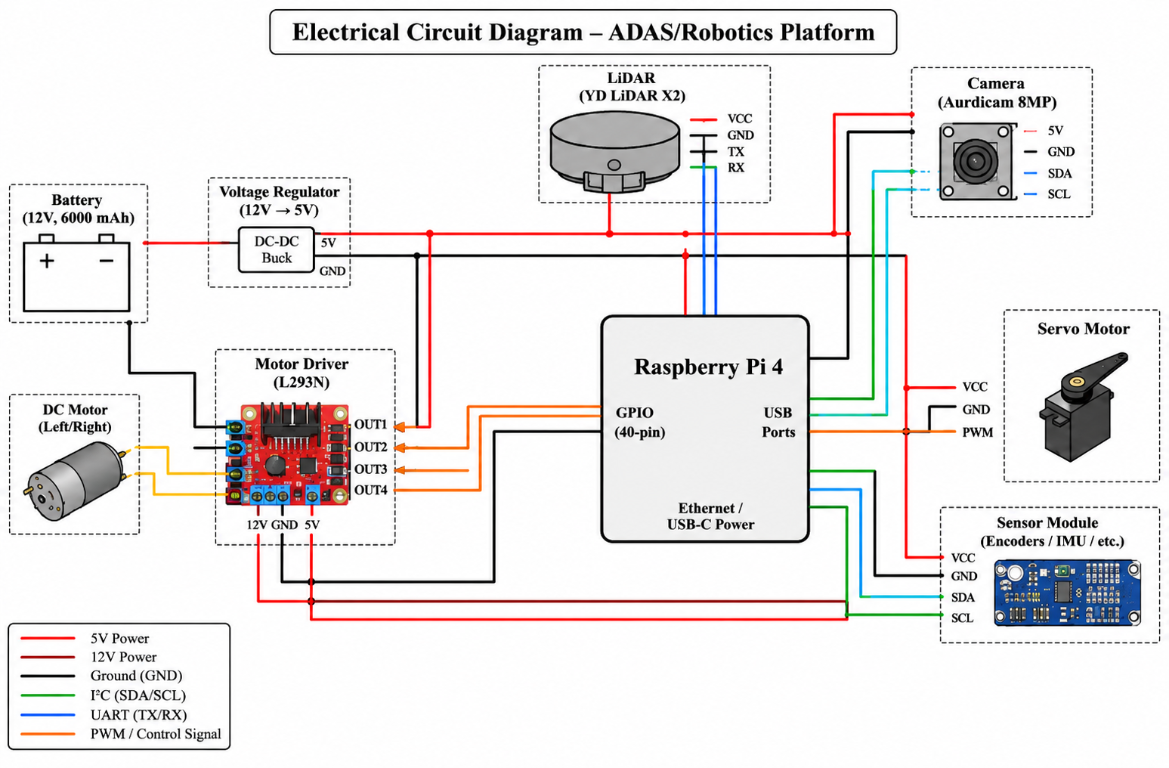 Electrical Circuit Diagram – ADAS/Robotics Platform
LiDAR
(YD LiDAR X2)
VCC
GND
TX
RX
Camera
(Aurdicam 8MP)
5V
GND
SDA
SCL
Battery
(12V, 6000 mAh)
+ −
Voltage Regulator
(12V → 5V)
DC-DC
Buck
5V
GND
Motor Driver
(L293N)
OUT1
OUT2
OUT3
OUT4
12V GND 5V
DC Motor
(Left/Right)
Raspberry Pi 4
GPIO
(40-pin)
USB
Ports
Ethernet /
USB-C Power
Servo Motor
VCC
GND
PWM
Sensor Module
(Encoders / IMU / etc.)
VCC
GND
SDA
SCL
5V Power
12V Power
Ground (GND)
I²C (SDA/SCL)
UART (TX/RX)
PWM / Control Signal